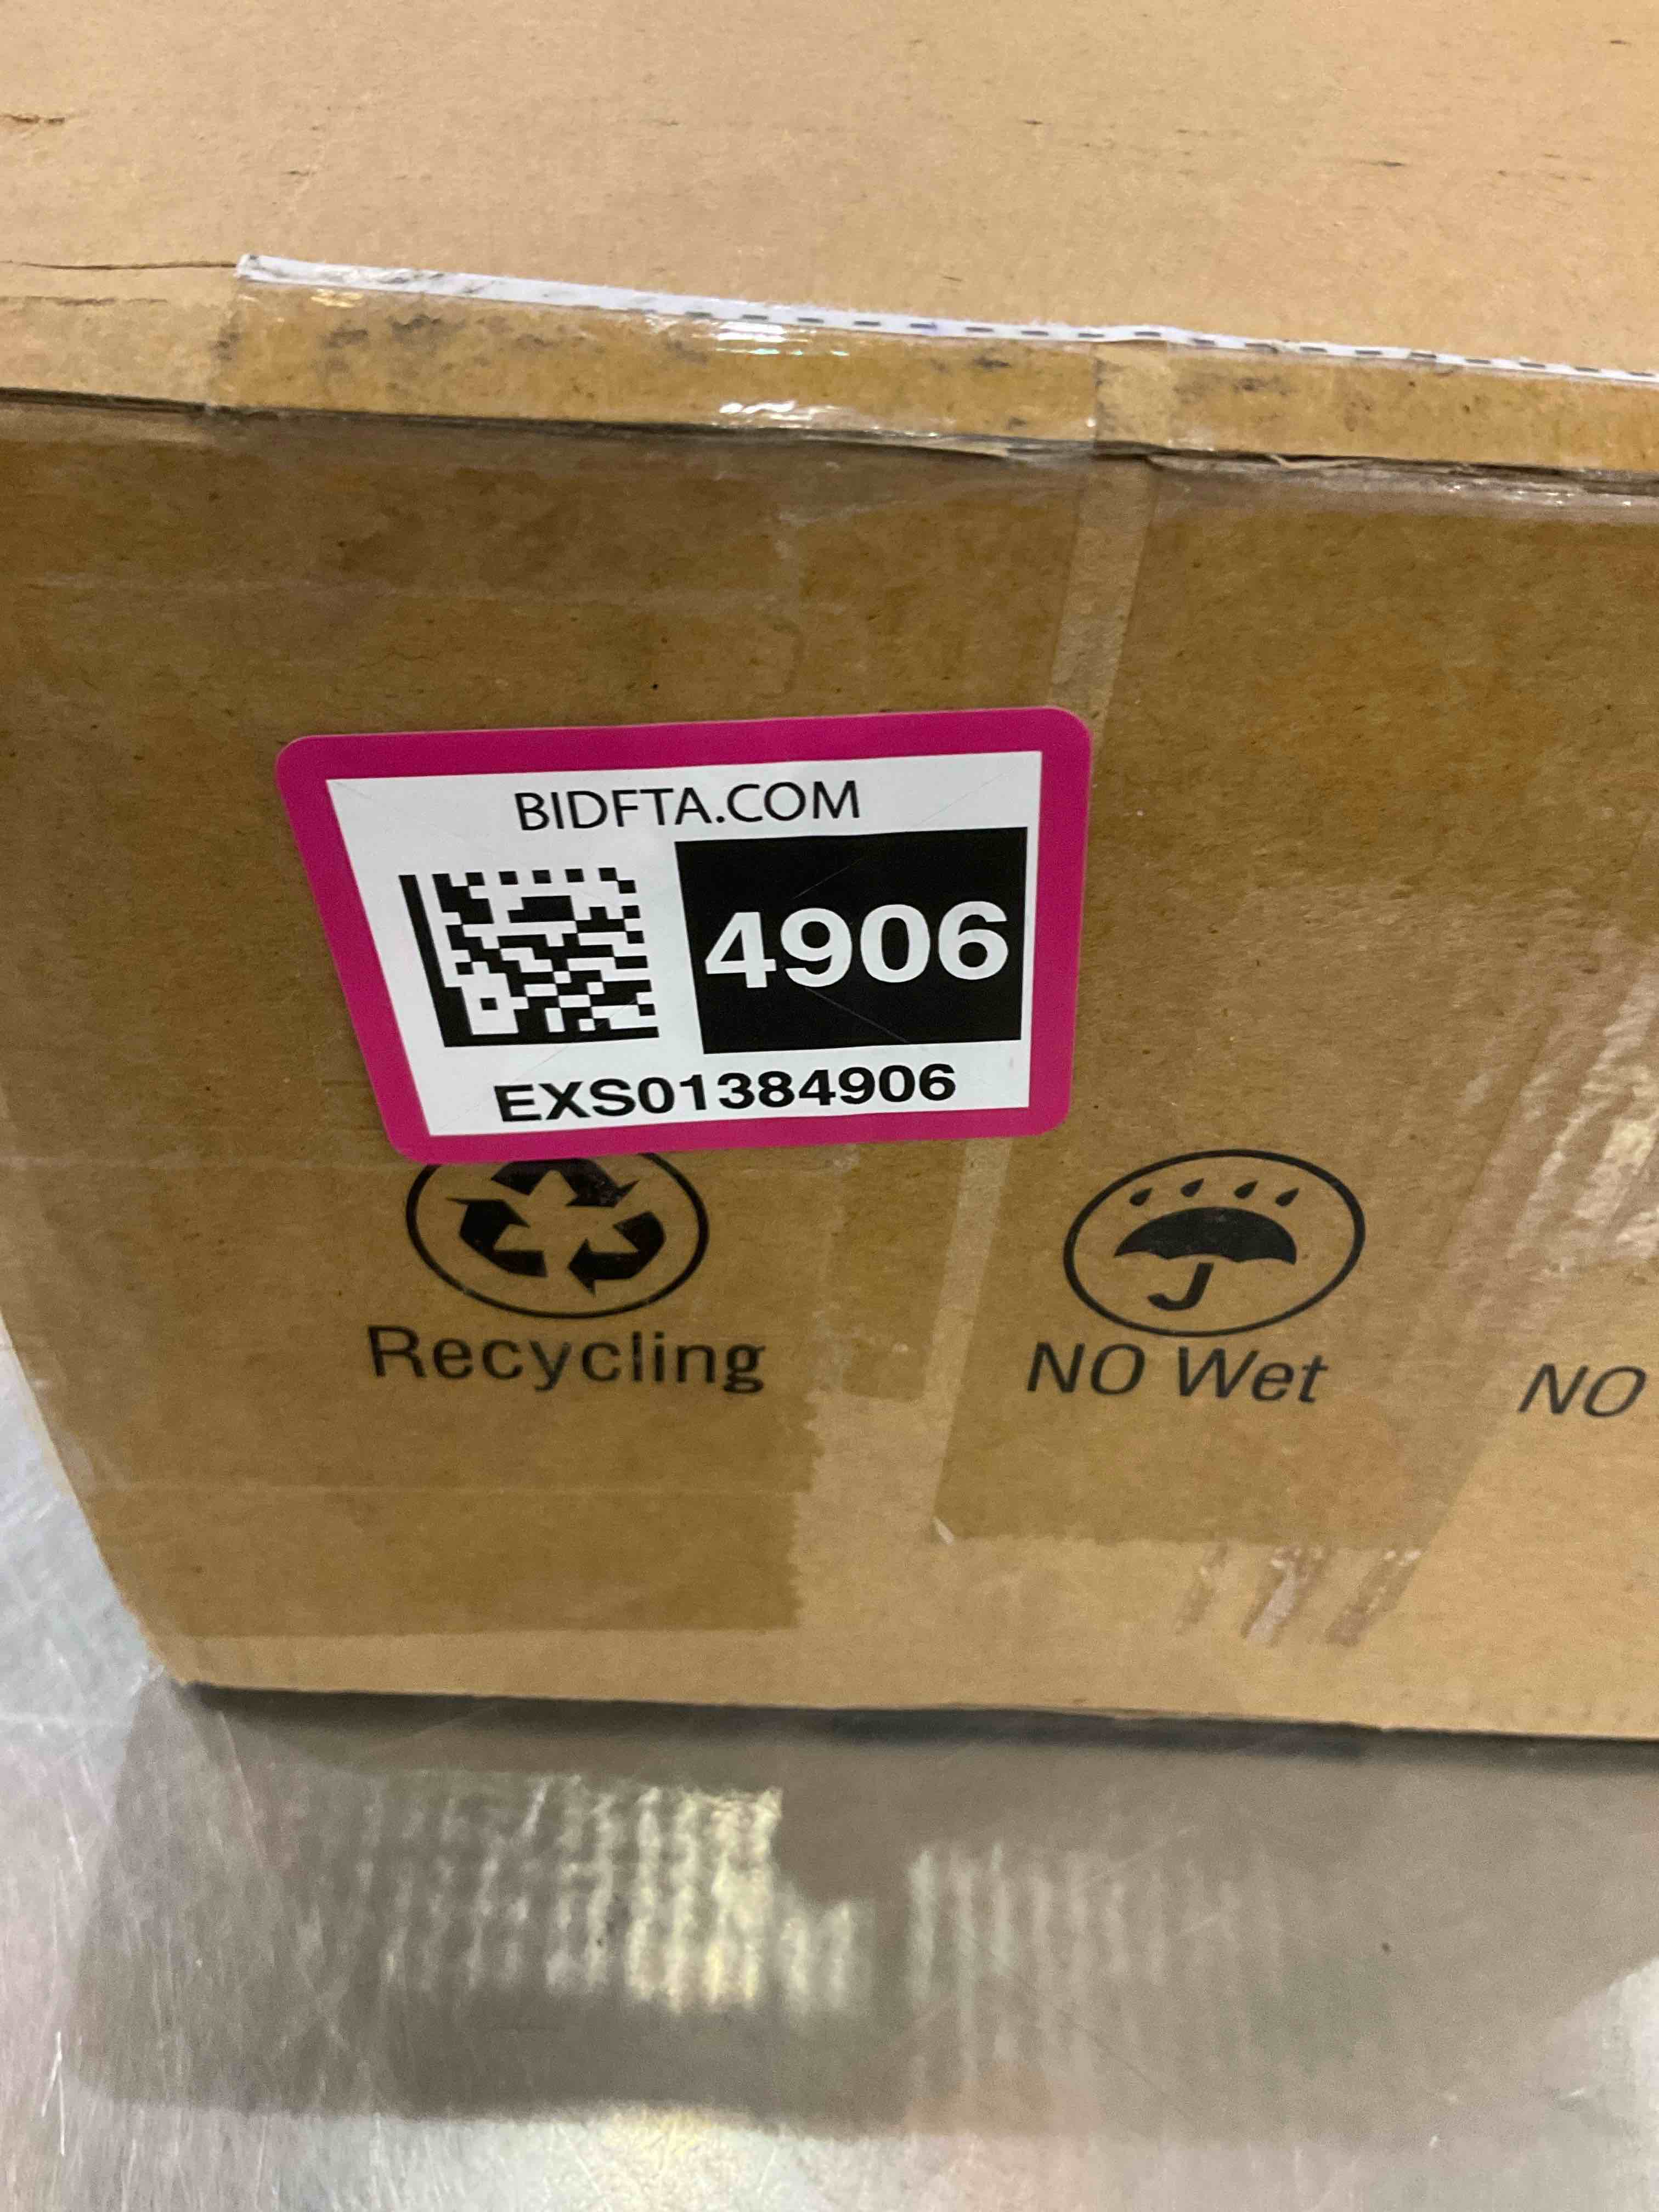 BIDFTA.COM
4906
EXS01384906
Recycling
NO Wet
NO